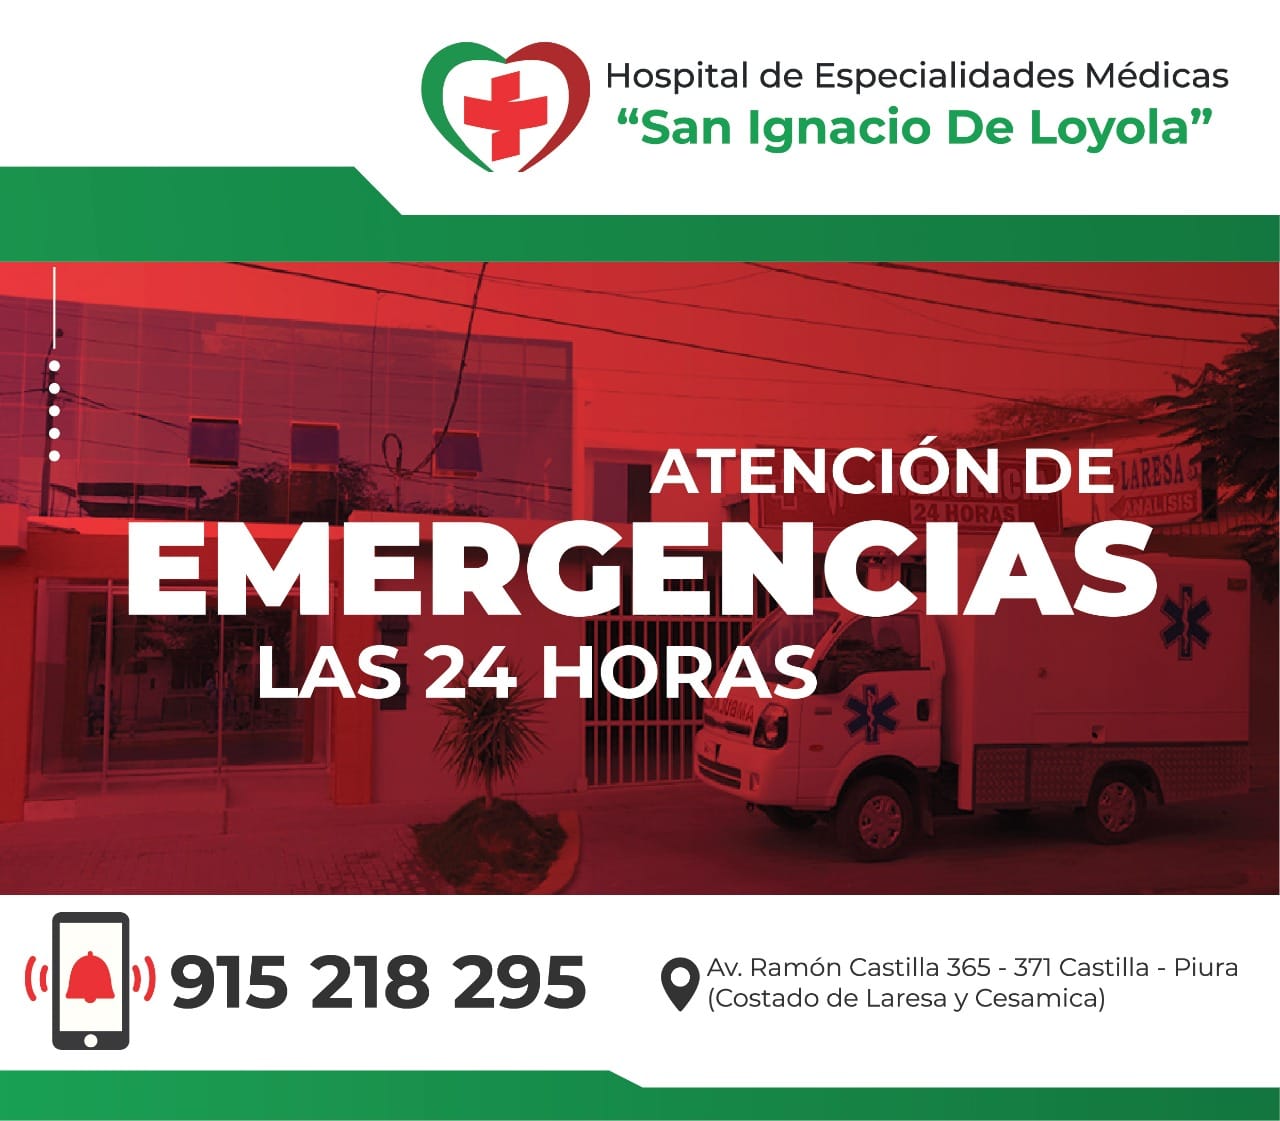 Hospital de Especialidades Médicas
“San Ignacio De Loyola”
ATENCIÓN DE
LARESA
ANALISIS
24 HORAS
EMERGENCIAS
LAS 24 HORAS
915 218 295
Av. Ramón Castilla 365 - 371 Castilla - Piura
(Costado de Laresa y Cesamica)